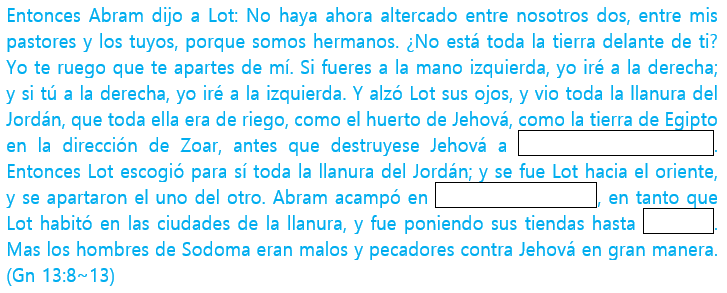 Entonces Abram dijo a Lot: No haya ahora altercado entre nosotros dos, entre mis
pastores y los tuyos, porque somos hermanos. ¿No está toda la tierra delante de ti?
Yo te ruego que te apartes de mí. Si fueres a la mano izquierda, yo iré a la derecha;
y si tú a la derecha, yo iré a la izquierda. Y alzó Lot sus ojos, y vio toda la llanura del
Jordán, que toda ella era de riego, como el huerto de Jehová, como la tierra de Egipto
en la dirección de Zoar, antes que destruyese Jehová a .
Entonces Lot escogió para sí toda la llanura del Jordán; y se fue Lot hacia el oriente,
y se apartaron el uno del otro. Abram acampó en , en tanto que
Lot habitó en las ciudades de la llanura, y fue poniendo sus tiendas hasta .
Mas los hombres de Sodoma eran malos y pecadores contra Jehová en gran manera.
(Gn 13:8~13)